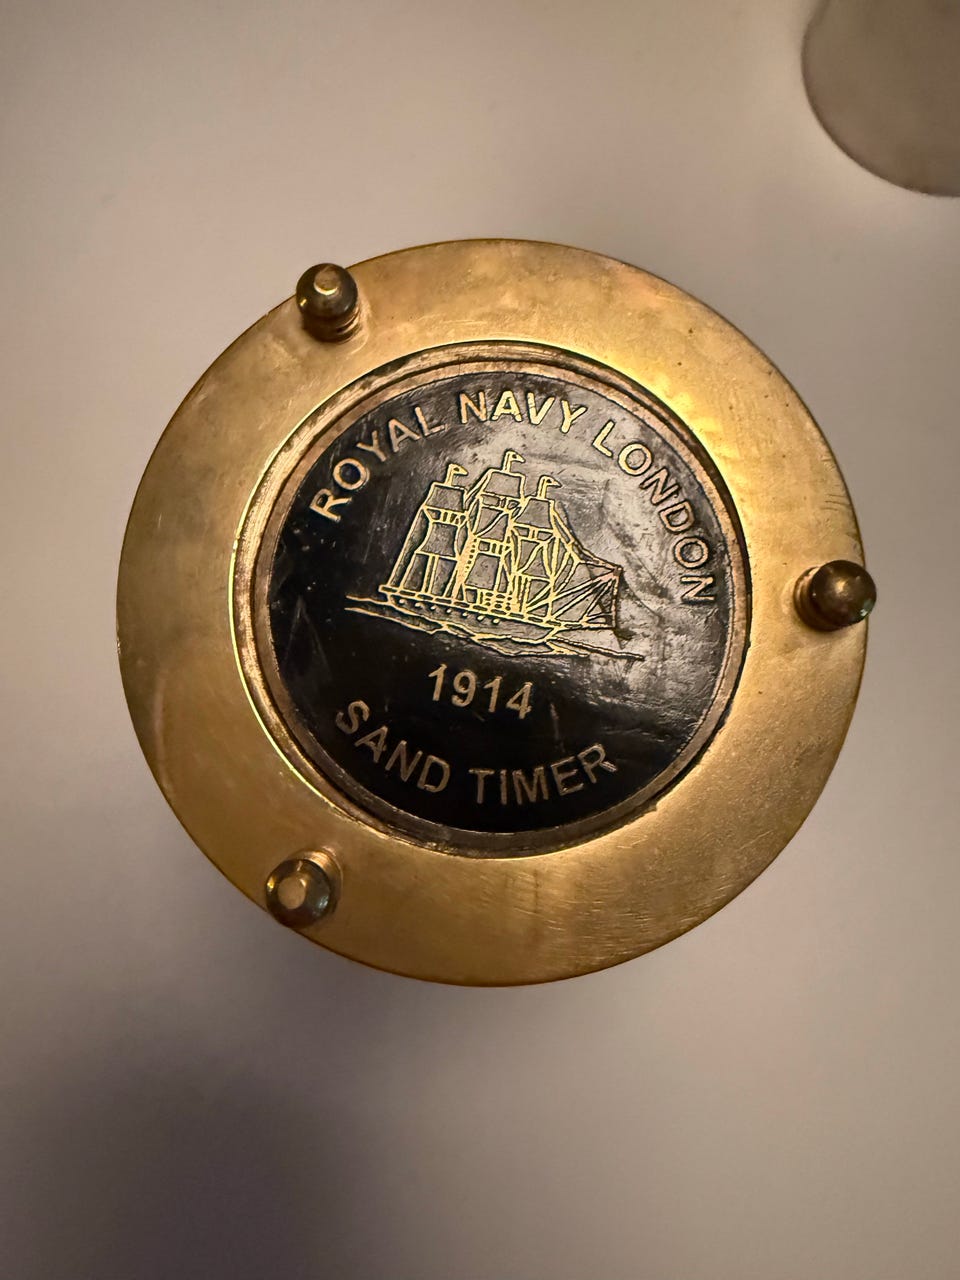 ROYAL NAVY LONDON
1914
SAND TIMER